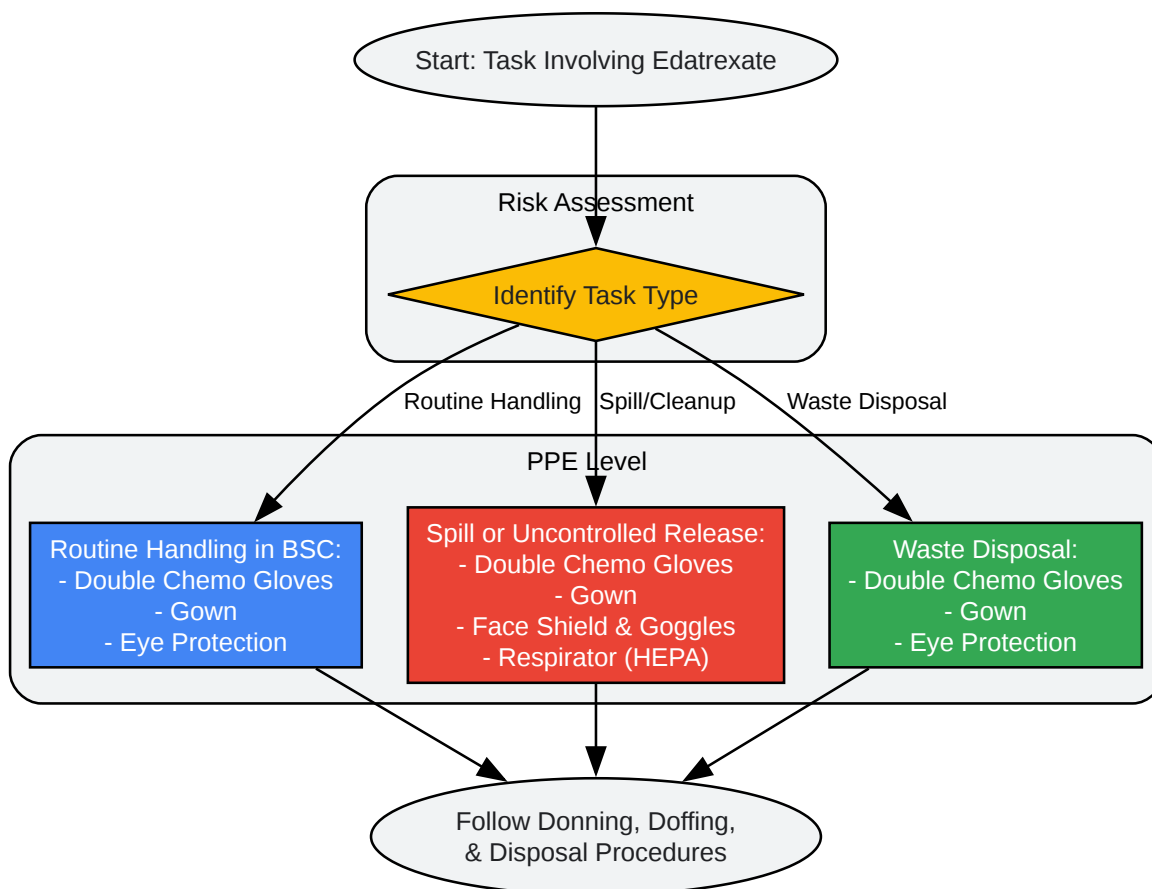 Start: Task Involving Edatrexate
Risk Assessment
Identify Task Type
Routine Handling
Spill/Cleanup
Waste Disposal
PPE Level
Routine Handling in BSC:
- Double Chemo Gloves
- Gown
- Eye Protection
Spill or Uncontrolled Release:
- Double Chemo Gloves
- Gown
- Face Shield & Goggles
- Respirator (HEPA)
Waste Disposal:
- Double Chemo Gloves
- Gown
- Eye Protection
Follow Donning, Doffing,
& Disposal Procedures